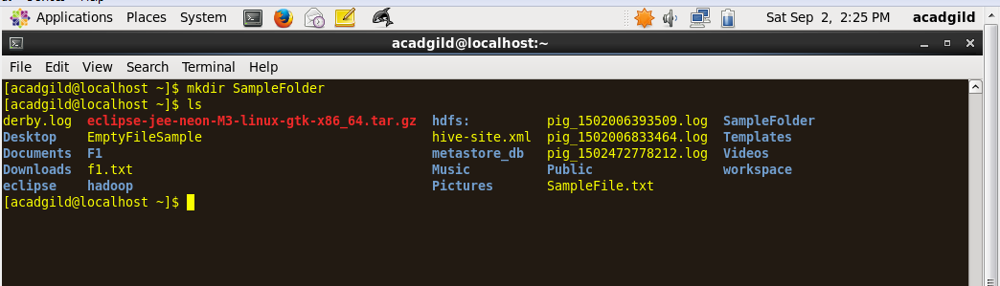 Applications Places System Sat Sep 2, 2:25 PM acadgild
acadgild@localhost:~
File Edit View Search Terminal Help
[acadgild@localhost ~]$ mkdir SampleFolder
[acadgild@localhost ~]$ ls
derby.log eclipse-jee-neon-M3-linux-gtk-x86_64.tar.gz hdfs: pig_1502006393509.log SampleFolder
Desktop EmptyFileSample hive-site.xml pig_1502006833464.log Templates
Documents F1 metastore_db pig_1502472778212.log Videos
Downloads f1.txt Music Public workspace
eclipse hadoop Pictures SampleFile.txt
[acadgild@localhost ~]$